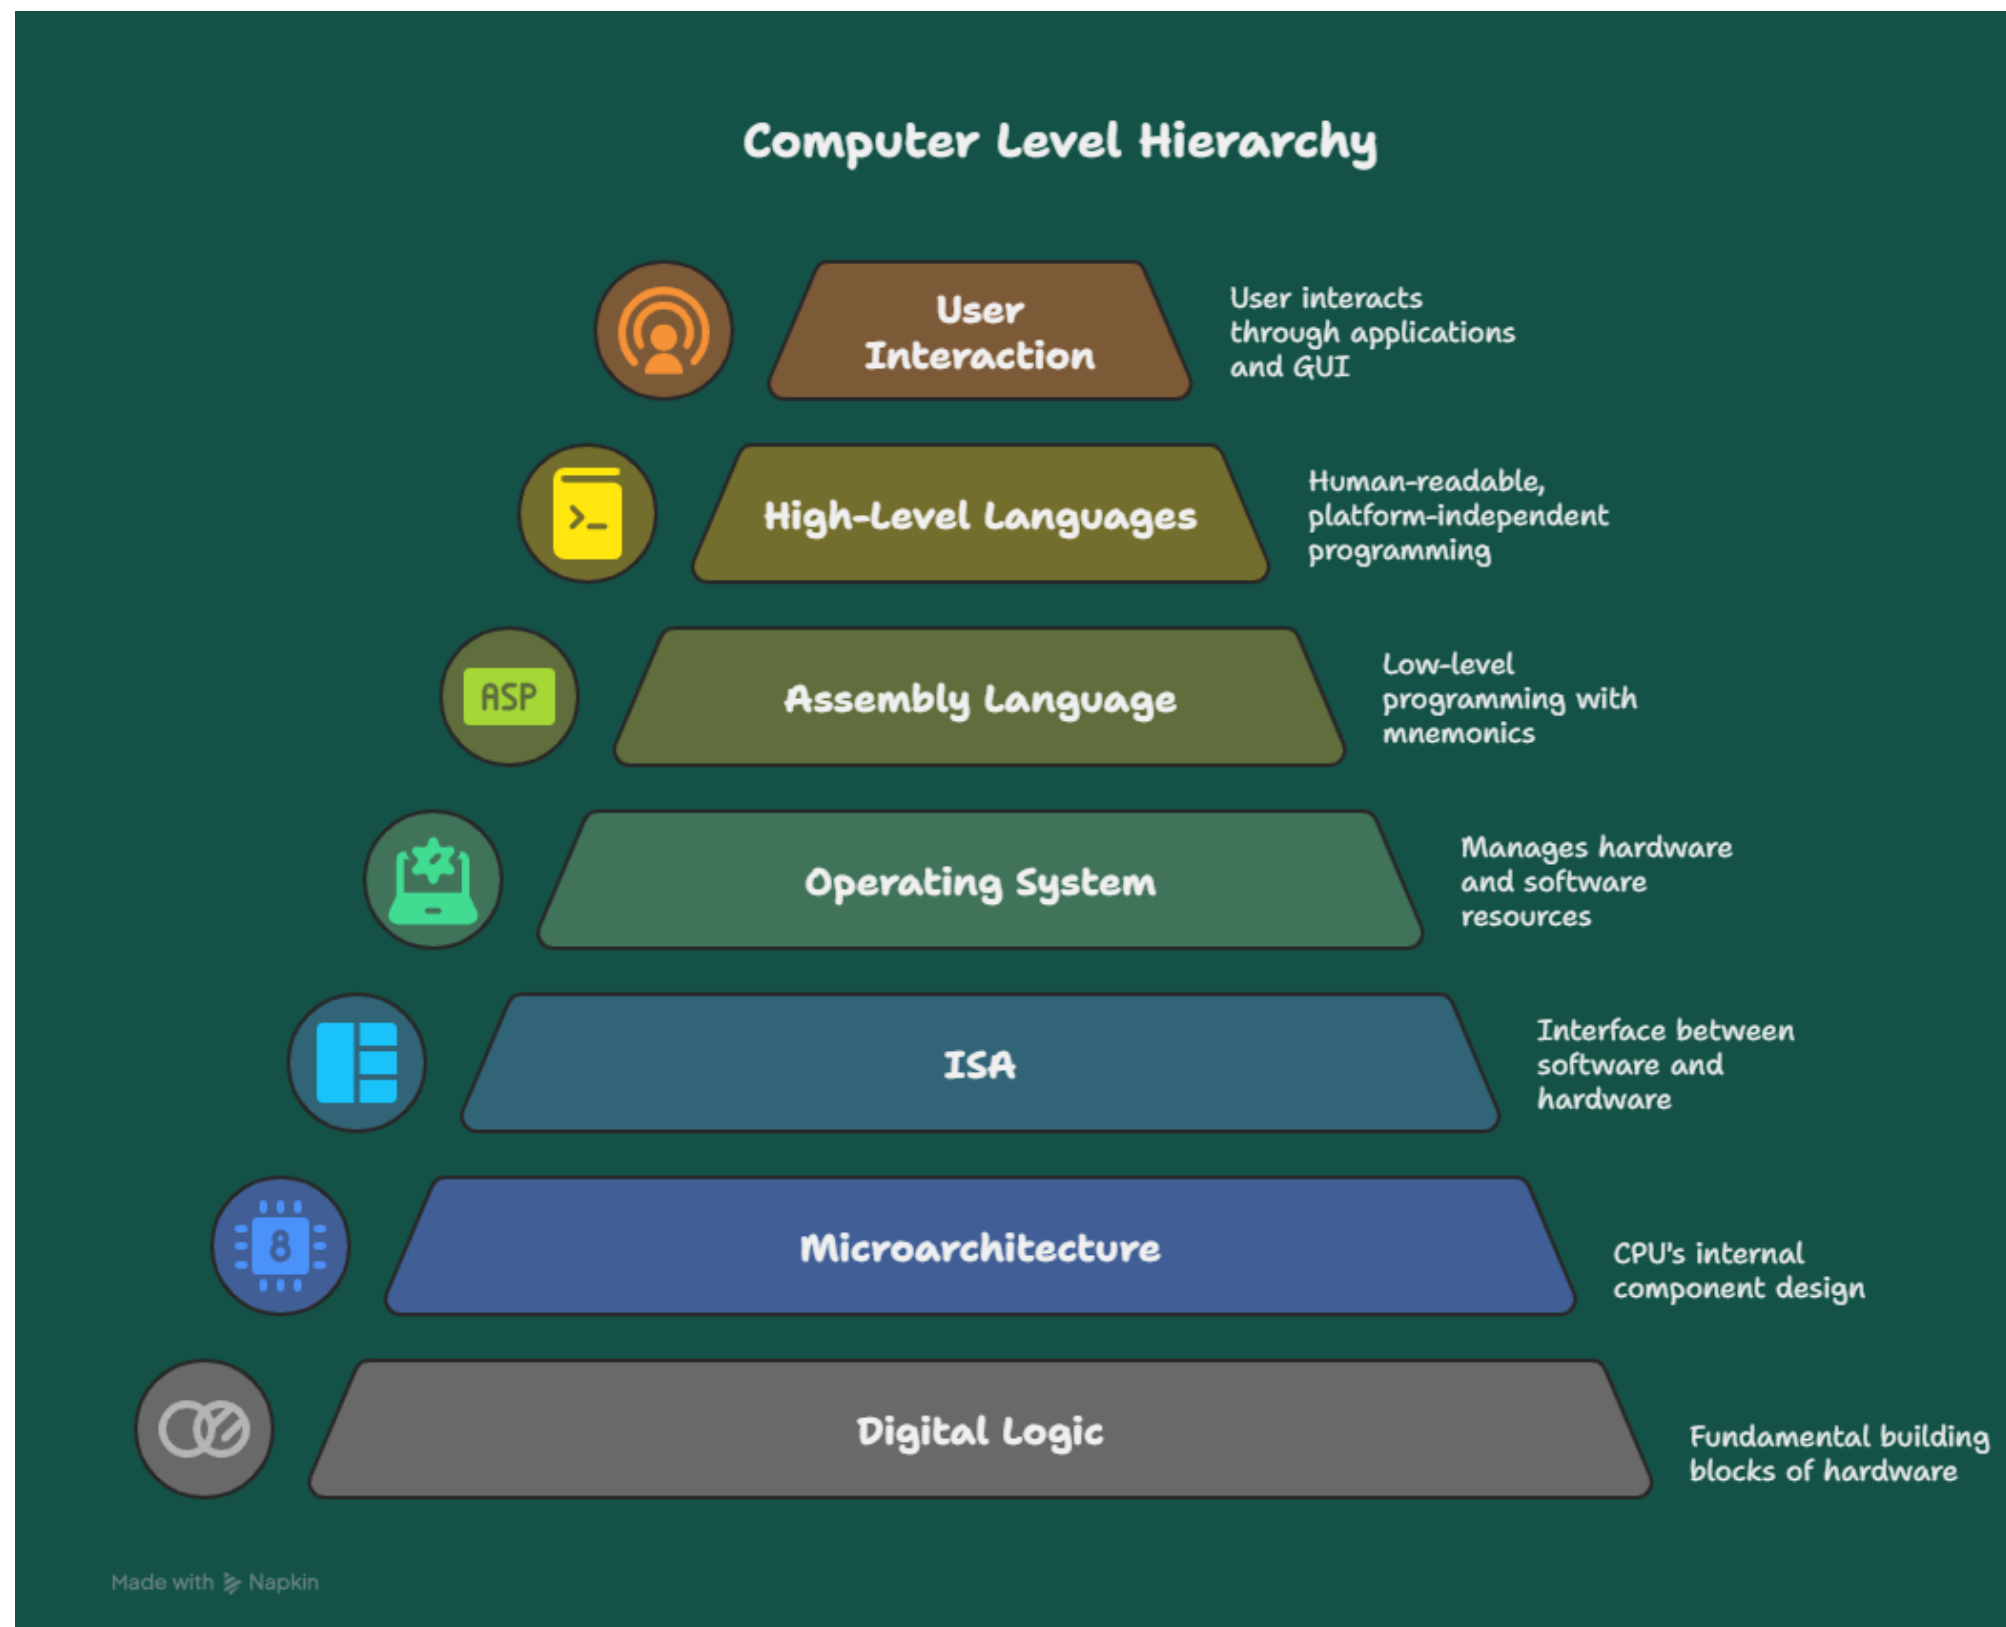 Computer Level Hierarchy
User
Interaction
User interacts
through applications
and GUI
High-Level Languages
Human-readable,
platform-independent
programming
ASP
Assembly Language
Low-level
programming with
mnemonics
Operating System
Manages hardware
and software
resources
ISA
Interface between
software and
hardware
8
Microarchitecture
CPU's internal
component design
Digital Logic
Fundamental building
blocks of hardware
Made with Napkin